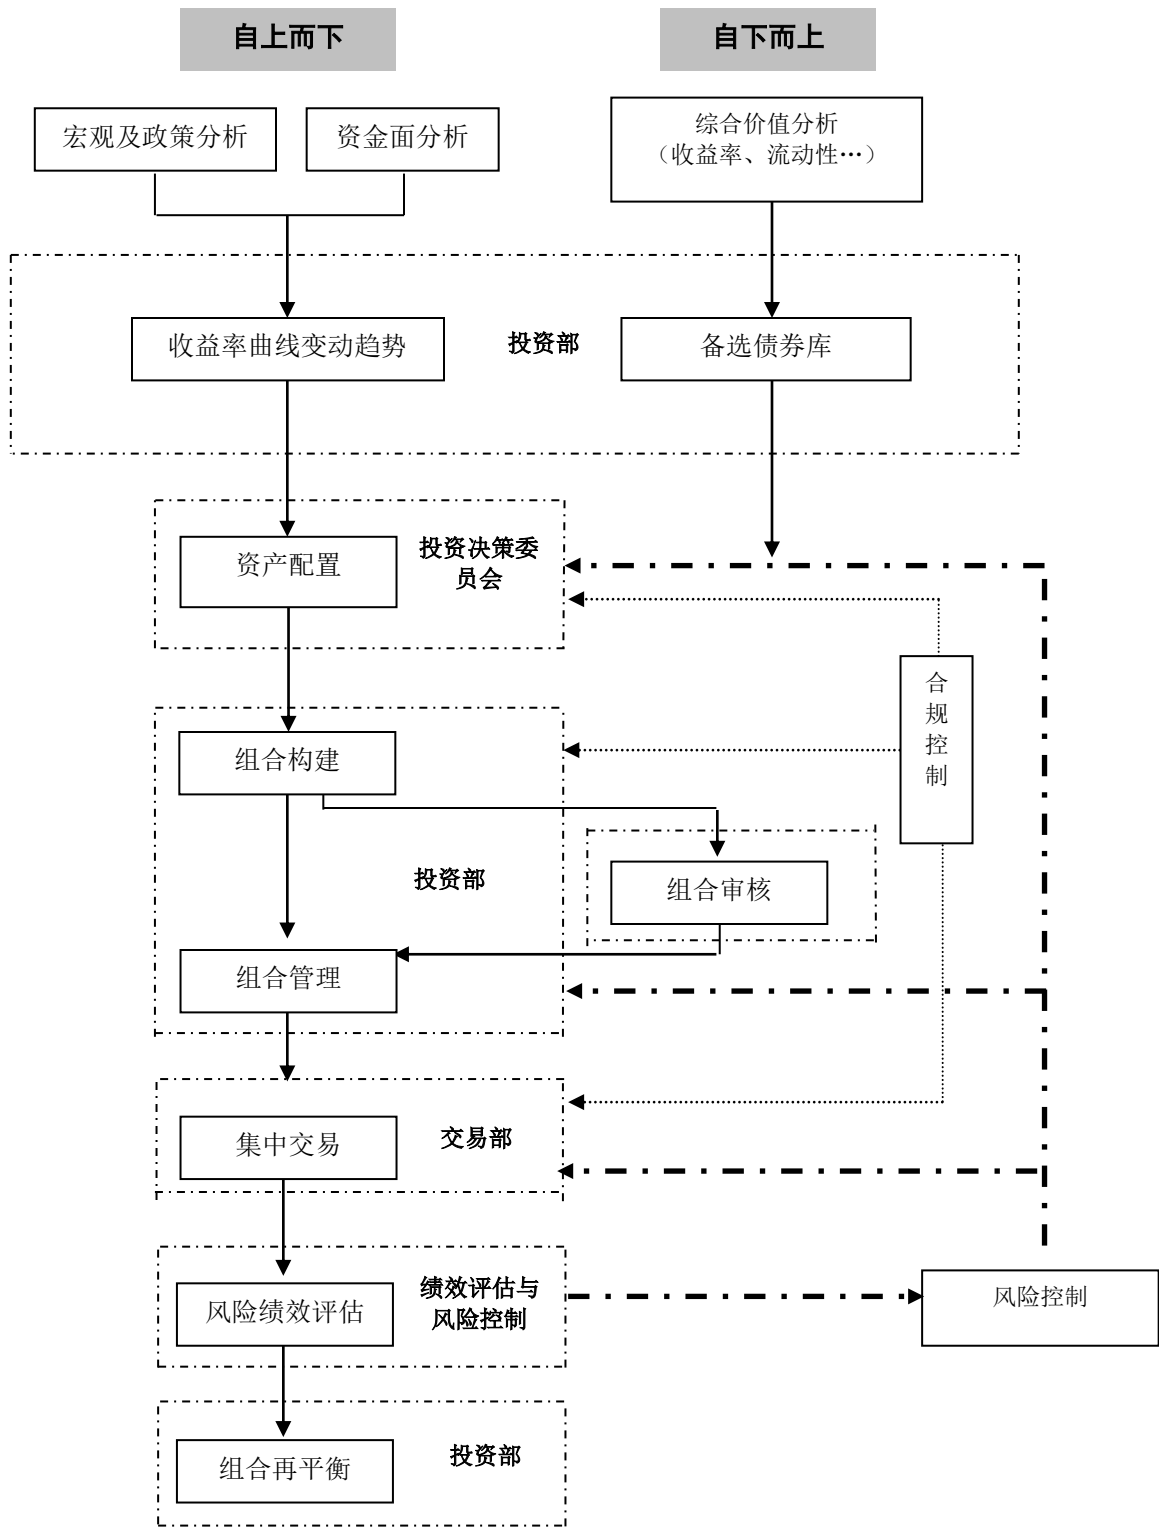 自上而下
自下而上
宏观及政策分析
资金面分析
综合价值分析
（收益率、流动性…）
收益率曲线变动趋势
投资部
备选债券库
资产配置
投资决策委
员会
合
规
控
制
组合构建
投资部
组合审核
组合管理
集中交易
交易部
风险绩效评估
绩效评估与
风险控制
风险控制
组合再平衡
投资部